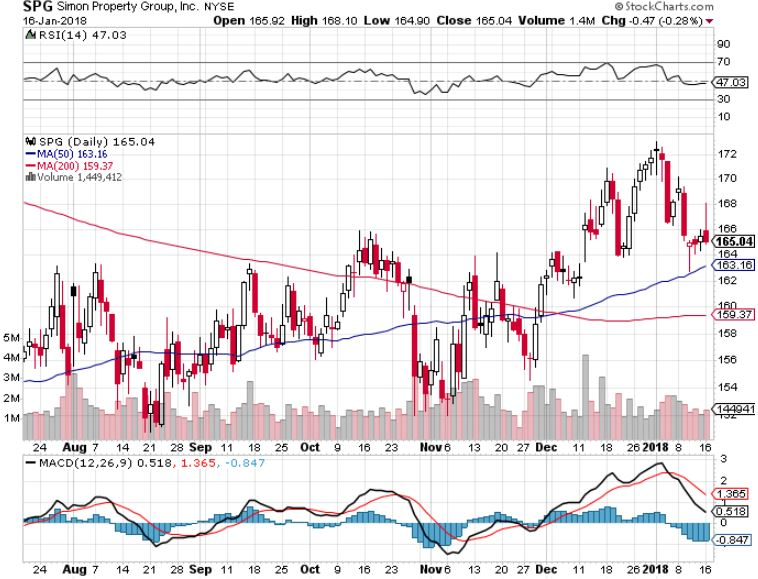 SPG Simon Property Group, Inc. NYSE
© StockCharts.com
16-Jan-2018
Open 165.92 High 168.10 Low 164.90 Close 165.04 Volume 1.4M Chg -0.47 (-0.28%)
RSI(14) 47.03
90
70
47.03
30
10
SPG (Daily) 165.04
MA(50) 163.16
MA(200) 159.37
Volume 1,449,412
172
170
168
166
165.04
164
163.16
162
160
159.37
158
156
154
1449412
5M
4M
3M
2M
1M
24 Aug 7 14 21 28 Sep 11 18 25 Oct 9 16 23 Nov 6 13 20 27 Dec 11 18 26 2018 8 16
MACD(12,26,9) 0.518, 1.365, -0.847
3
2
1.365
0.518
0
-0.847
24 Aug 7 14 21 28 Sep 11 18 25 Oct 9 16 23 Nov 6 13 20 27 Dec 11 18 26 2018 8 16